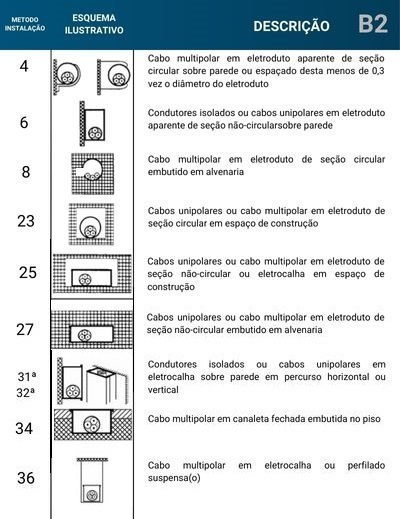 METODO
INSTALAÇÃO
ESQUEMA
ILUSTRATIVO
DESCRIÇÃO
B2
4
Cabo multipolar em eletroduto aparente de seção
circular sobre parede ou espaçado desta menos de 0,3
vez o diâmetro do eletroduto
6
Condutores isolados ou cabos unipolares em eletroduto
aparente de seção não-circularsobre parede
8
Cabo multipolar em eletroduto de seção circular
embutido em alvenaria
23
Cabos unipolares ou cabo multipolar em eletroduto de
seção circular em espaço de construção
25
Cabos unipolares ou cabo multipolar em eletroduto de
seção não-circular ou eletrocalha em espaço de
construção
27
Cabos unipolares ou cabo multipolar em eletroduto de
seção não-circular embutido em alvenaria
31ª
32ª
Condutores isolados ou cabos unipolares em
eletrocalha sobre parede em percurso horizontal ou
vertical
34
Cabo multipolar em canaleta fechada embutida no piso
36
Cabo multipolar em eletrocalha ou perfilado
suspensa(o)